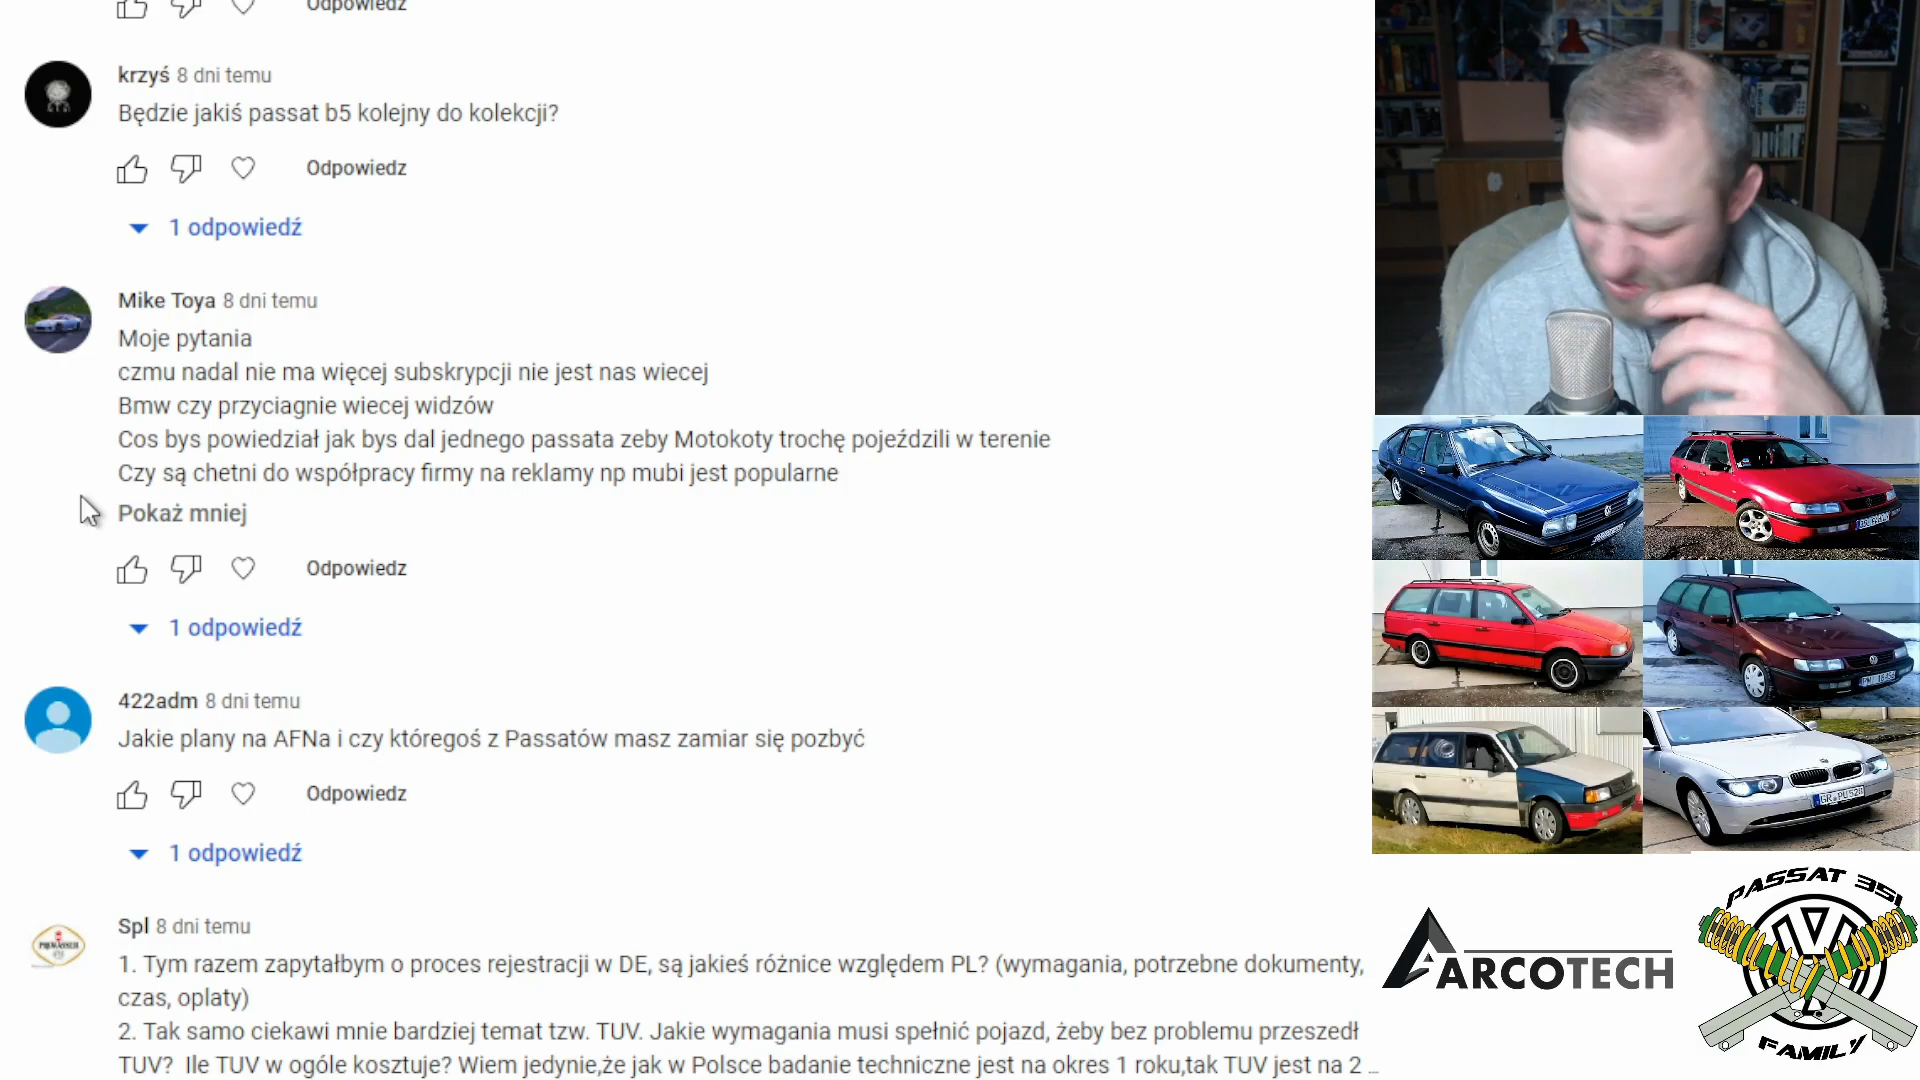 Odpowiedz
krzyś 8 dni temu
Będzie jakiś passat b5 kolejny do kolekcji?
Odpowiedz
1 odpowiedź
Mike Toya 8 dni temu
Moje pytania
czmu nadal nie ma więcej subskrypcji nie jest nas wiecej
Bmw czy przyciagnie wiecej widzów
Cos bys powiedział jak bys dal jednego passata zeby Motokoty trochę pojeździli w terenie
Czy są chetni do współpracy firmy na reklamy np mubi jest popularne
Pokaż mniej
Odpowiedz
1 odpowiedź
422adm 8 dni temu
Jakie plany na AFNa i czy któregoś z Passatów masz zamiar się pozbyć
Odpowiedz
1 odpowiedź
Spl 8 dni temu
1. Tym razem zapytałbym o proces rejestracji w DE, są jakieś różnice względem PL? (wymagania, potrzebne dokumenty,
czas, oplaty)
2. Tak samo ciekawi mnie bardziej temat tzw. TUV. Jakie wymagania musi spełnić pojazd, żeby bez problemu przeszedł
TUV? Ile TUV w ogóle kosztuje? Wiem jedynie,że jak w Polsce badanie techniczne jest na okres 1 roku,tak TUV jest na 2 ...
GR PU528
ARCOTECH
PASSAT 35I
FAMILY